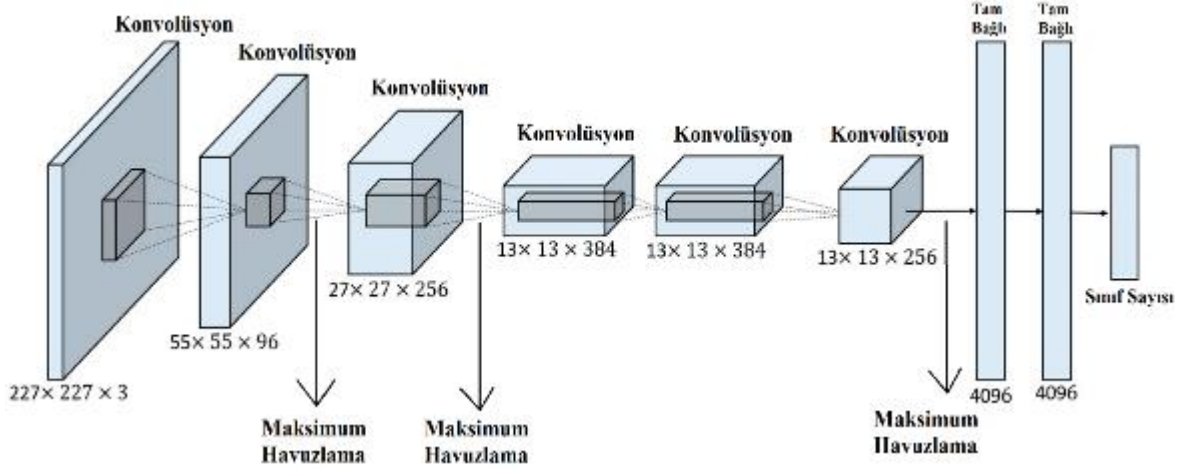 Konvolüsyon
Konvolüsyon
Konvolüsyon
Konvolüsyon
Konvolüsyon
Konvolüsyon
Tam
Bağlı
Tam
Bağlı
227× 227 × 3
55× 55 × 96
27× 27 × 256
13× 13 × 384
13× 13 × 384
13× 13 × 256
4096
4096
Sınıf Sayısı
Maksimum
Havuzlama
Maksimum
Havuzlama
Maksimum
Havuzlama